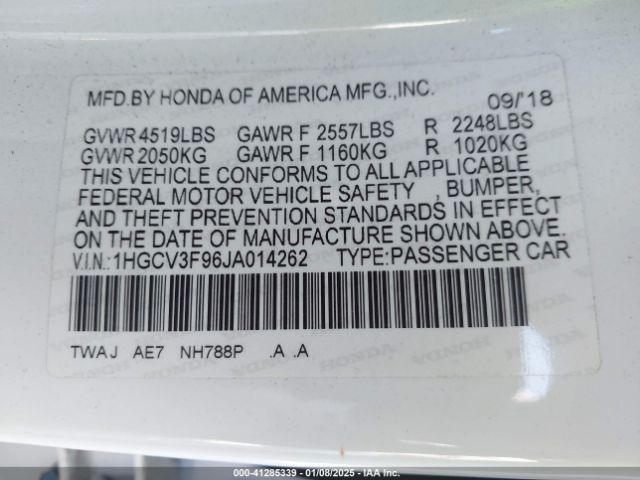 MFD.BY HONDA OF AMERICA MFG.,INC. 09/'18
GVWR 4519LBS GAWR F 2557LBS R 2248LBS
GVWR 2050KG GAWR F 1160KG R 1020KG
THIS VEHICLE CONFORMS TO ALL APPLICABLE
FEDERAL MOTOR VEHICLE SAFETY , BUMPER,
AND THEFT PREVENTION STANDARDS IN EFFECT
ON THE DATE OF MANUFACTURE SHOWN ABOVE.
V.I.N.:1HGCV3F96JA014262 TYPE:PASSENGER CAR
TWAJ AE7 NH788P .A .A
000-41285339 - 01/08/2025 - IAAI.COM